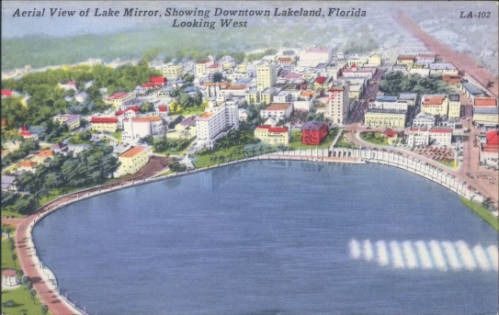 Aerial View of Lake Mirror, Showing Downtown Lakeland, Florida
Looking West
LA-102